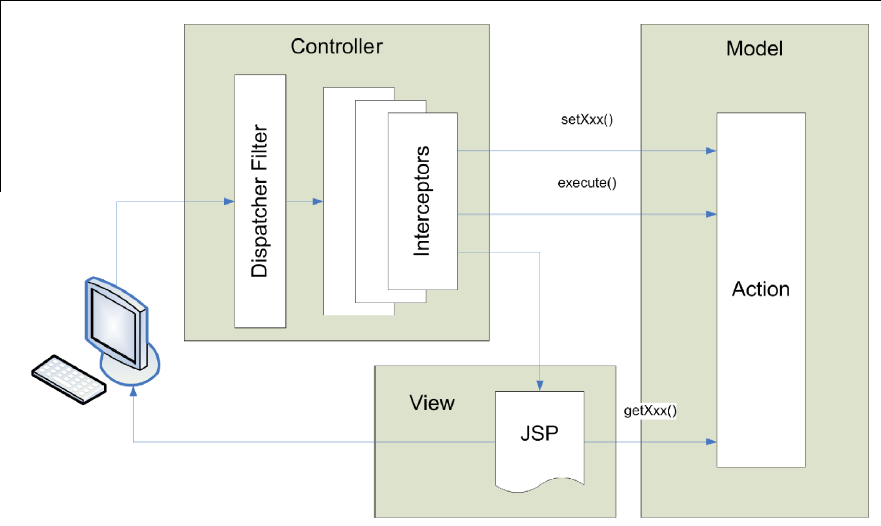 Controller
Model
Dispatcher Filter
Interceptors
setXxx()
execute()
Action
View
JSP
getXxx()